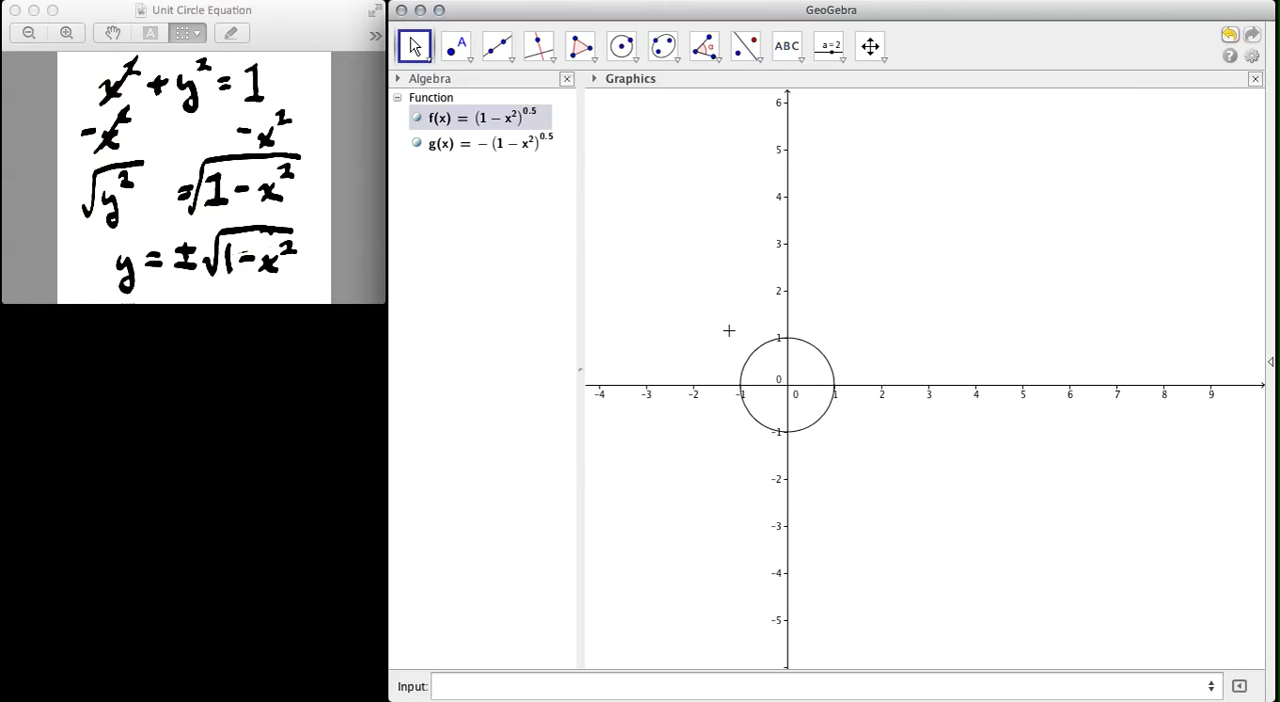 Unit Circle Equation
x² + y² = 1
-x² -x²
√y² = √1 - x²
y = ±√1 - x²
GeoGebra
A
A
α
ABC
a=2
Algebra
Graphics
Function
f(x) = (1 – x²)^0.5
g(x) = – (1 – x²)^0.5
6
5
4
3
2
1
0
-4 -3 -2 -1 0 1 2 3 4 5 6 7 8 9
-1
-2
-3
-4
-5
Input: